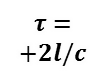 τ =
+2l/c